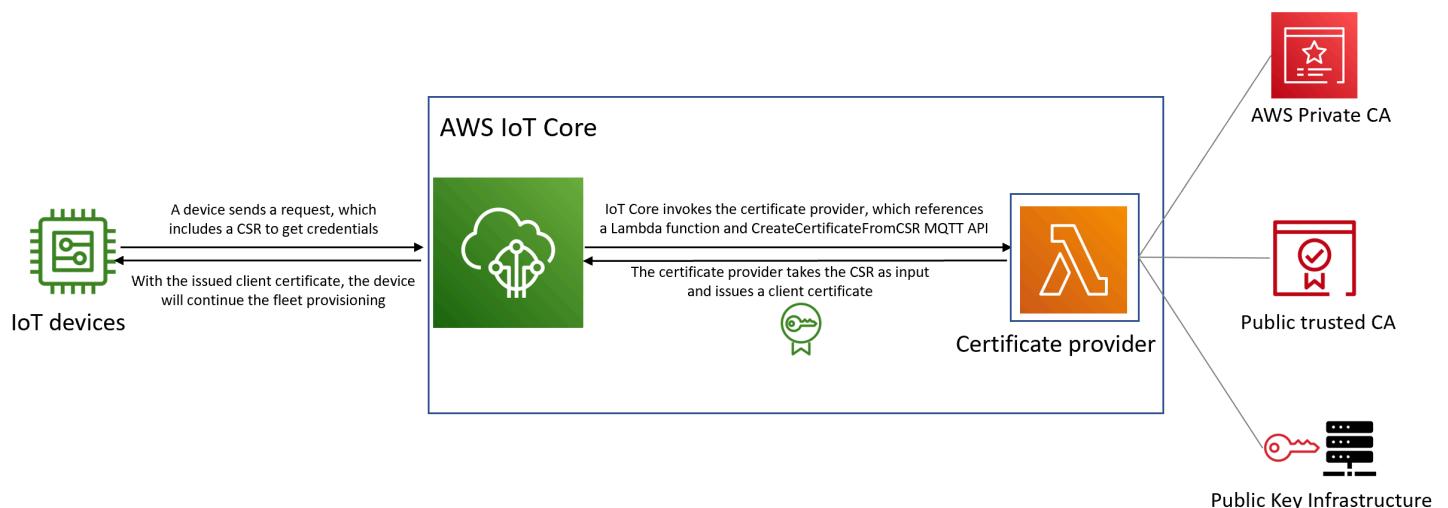 AWS Private CA
AWS IoT Core
A device sends a request, which
includes a CSR to get credentials
With the issued client certificate, the device
will continue the fleet provisioning
IoT devices
IoT Core invokes the certificate provider, which references
a Lambda function and CreateCertificateFromCSR MQTT API
The certificate provider takes the CSR as input
and issues a client certificate
Certificate provider
Public trusted CA
Public Key Infrastructure